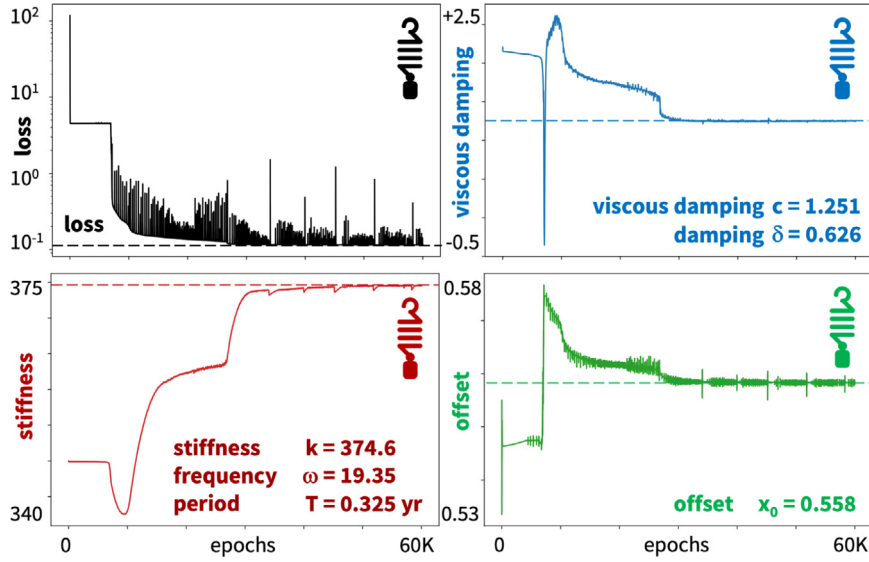 10²
10¹
10⁰
10⁻¹
loss
loss
+2.5
-0.5
viscous damping
viscous damping c = 1.251
damping δ = 0.626
375
340
stiffness
stiffness k = 374.6
frequency ω = 19.35
period T = 0.325 yr
0 epochs 60K
0.58
0.53
offset
offset x₀ = 0.558
0 epochs 60K